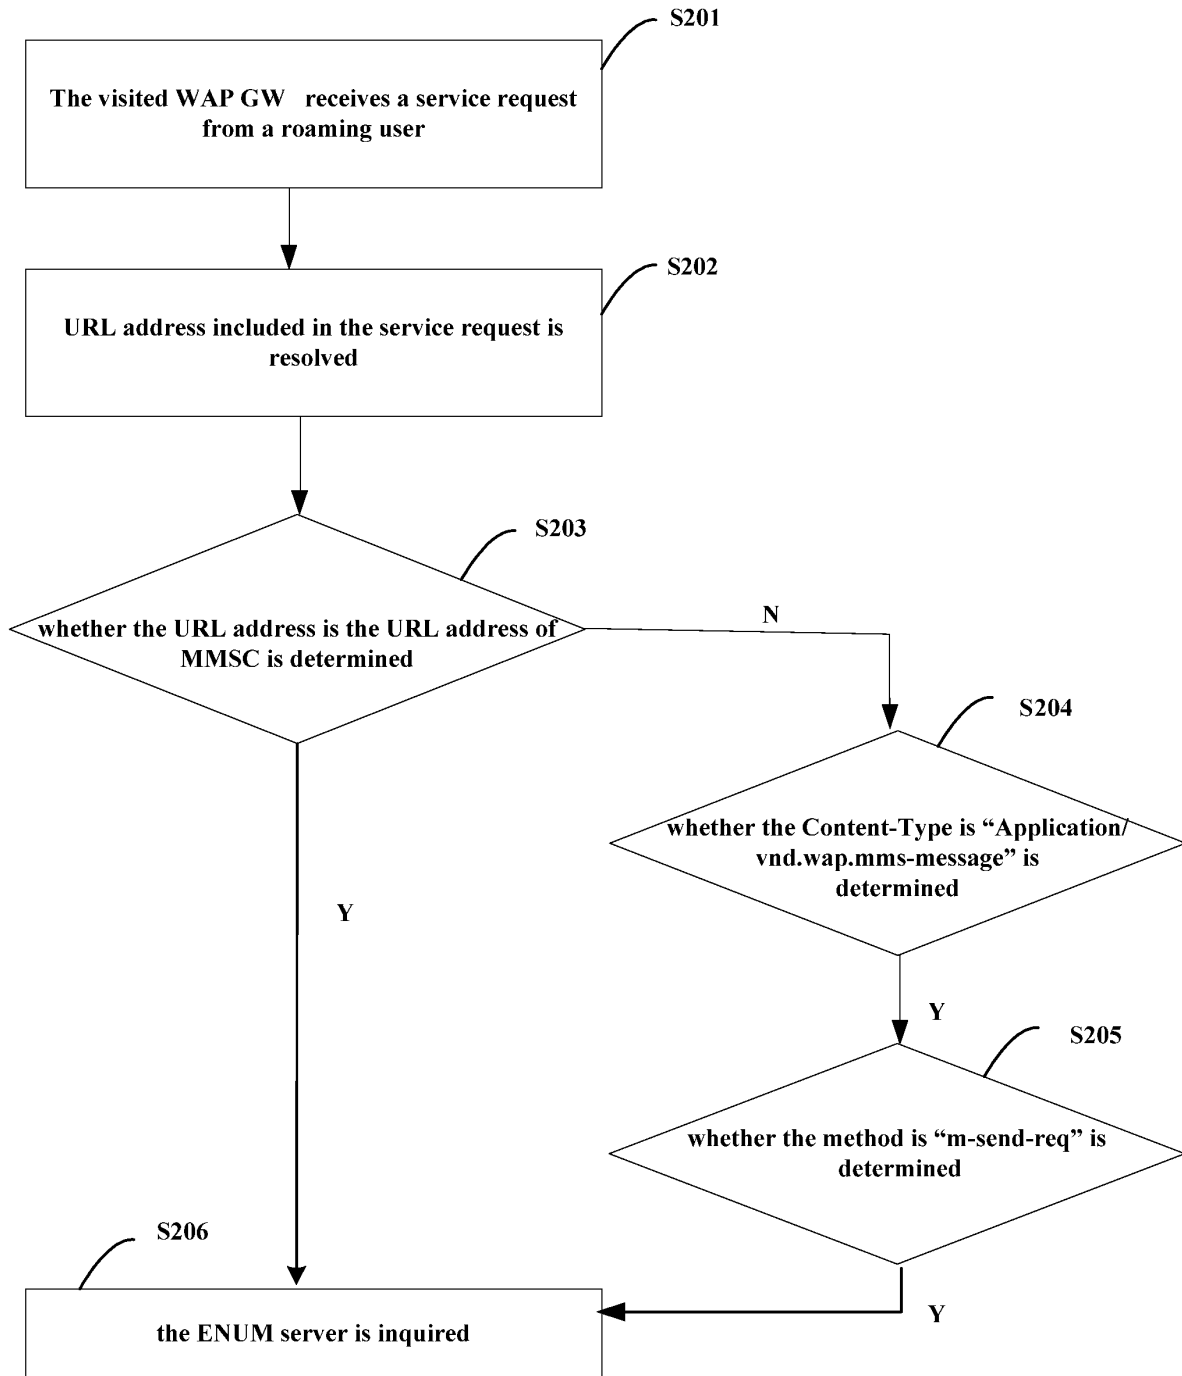 S201
The visited WAP GW receives a service request
from a roaming user
S202
URL address included in the service request is
resolved
S203
whether the URL address is the URL address of
MMSC is determined
N
S204
whether the Content-Type is “Application/
vnd.wap.mms-message” is
determined
Y
Y
S205
whether the method is “m-send-req” is
determined
S206
Y
the ENUM server is inquired